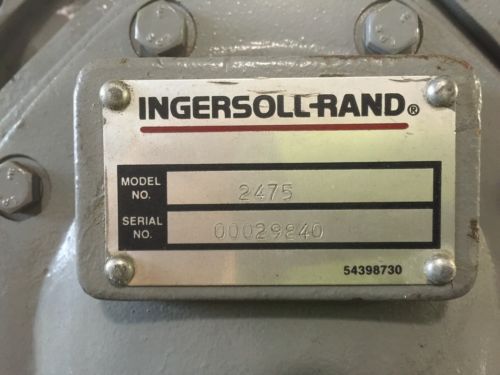 INGERSOLL-RAND®
MODEL NO. 2475
SERIAL NO. 00029840
54398730